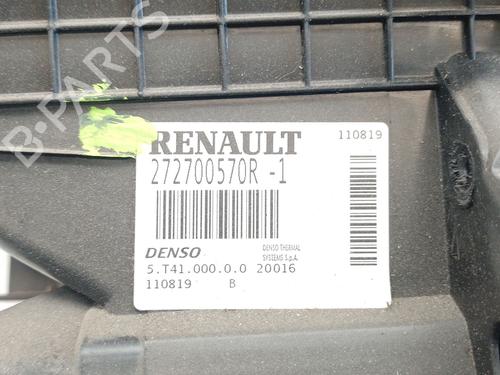 B-PARTS
RENAULT
110819
272700570R -1
DENSO
DENSO THERMAL
SYSTEMS S.p.A.
5.T41.000.0.0 20016
110819 B